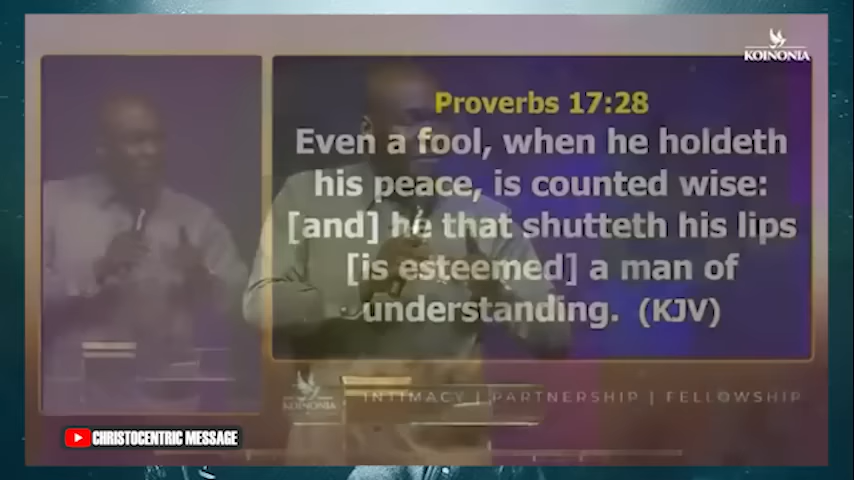 KOINONIA
Proverbs 17:28
Even a fool, when he holdeth
his peace, is counted wise:
[and] he that shutteth his lips
[is esteemed] a man of
understanding. (KJV)
KOINONIA
INTIMACY | PARTNERSHIP | FELLOWSHIP
CHRISTOCENTRIC MESSAGE